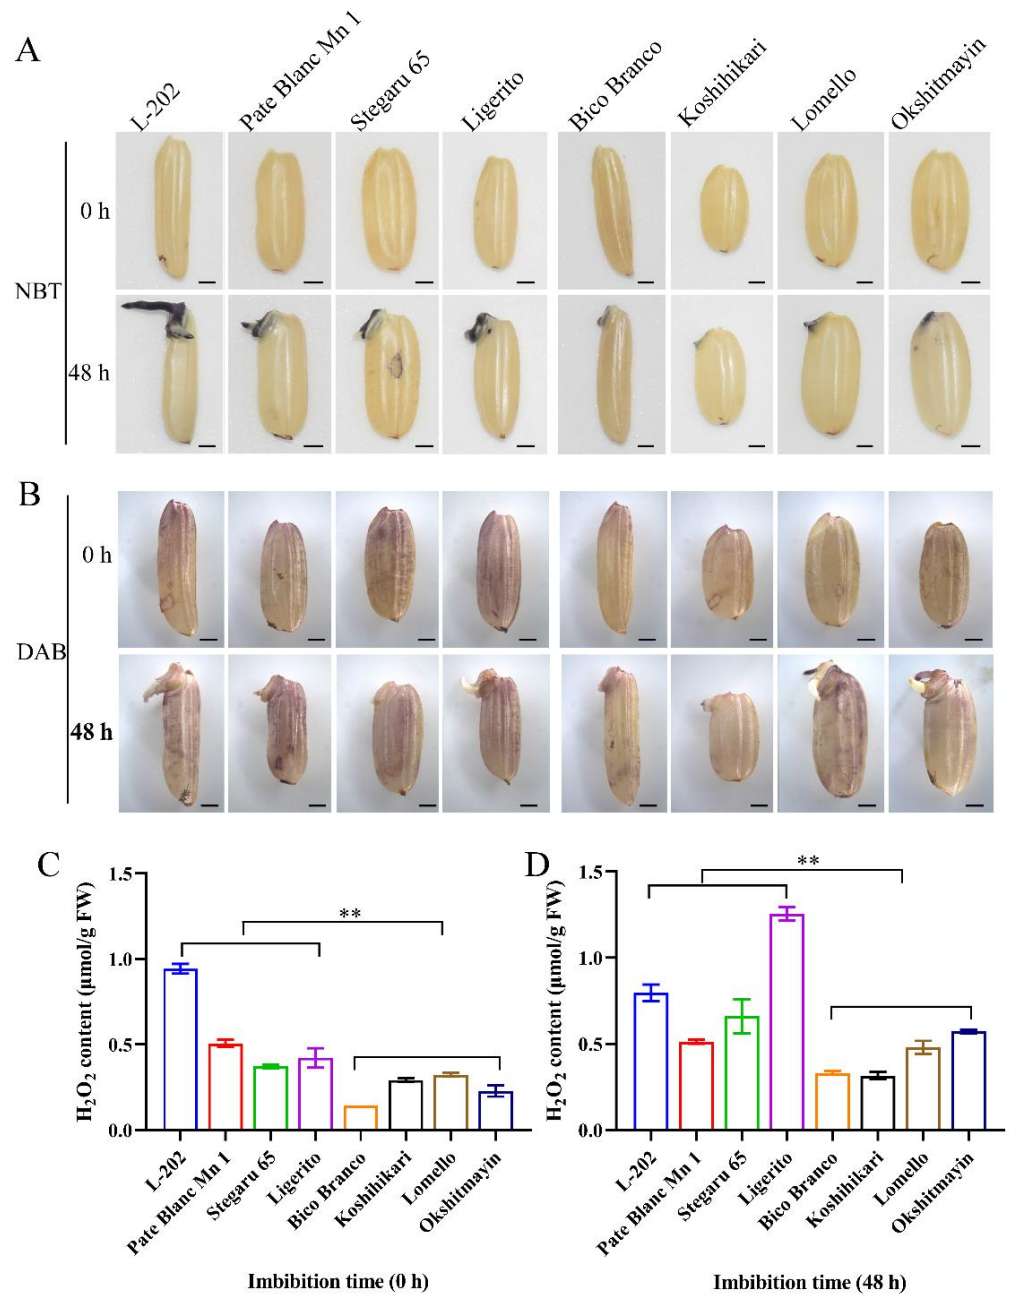 A
L-202
Pate Blanc Mn 1
Stegaru 65
Ligerito
Bico Branco
Koshihikari
Lomello
Okshitmayin
0 h
NBT
48 h
B
0 h
DAB
48 h
C
H₂O₂ content (μmol/g FW)
1.5
1.0
0.5
0.0
**
L-202
Pate Blanc Mn 1
Stegaru 65
Ligerito
Bico Branco
Koshihikari
Lomello
Okshitmayin
Imbibition time (0 h)
D
H₂O₂ content (μmol/g FW)
1.5
1.0
0.5
0.0
**
L-202
Pate Blanc Mn 1
Stegaru 65
Ligerito
Bico Branco
Koshihikari
Lomello
Okshitmayin
Imbibition time (48 h)